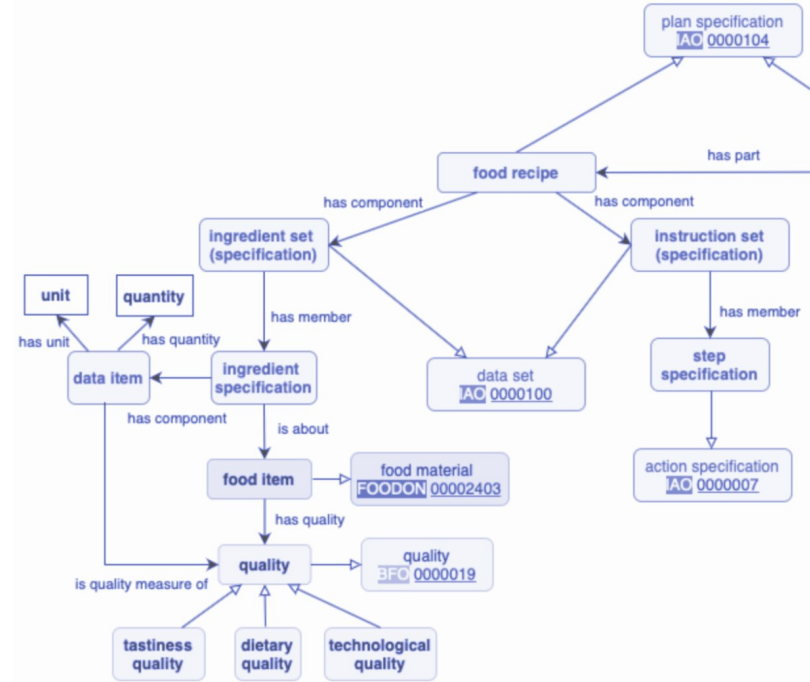 plan specification
IAO 0000104
has part
food recipe
has component
has component
ingredient set
(specification)
instruction set
(specification)
unit
quantity
has member
has member
has unit
has quantity
data item
ingredient
specification
data set
IAO 0000100
step
specification
has component
is about
food item
food material
FOODON 00002403
action specification
IAO 0000007
has quality
quality
quality
BFO 0000019
is quality measure of
tastiness
quality
dietary
quality
technological
quality